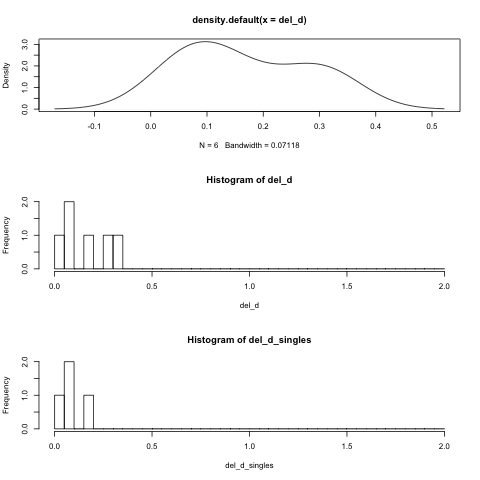 density.default(x = del_d)
Density
0.0 1.0 2.0 3.0
-0.1 0.0 0.1 0.2 0.3 0.4 0.5
N = 6 Bandwidth = 0.07118
Histogram of del_d
Frequency
0.0 1.0 2.0
0.0 0.5 1.0 1.5 2.0
del_d
Histogram of del_d_singles
Frequency
0.0 1.0 2.0
0.0 0.5 1.0 1.5 2.0
del_d_singles